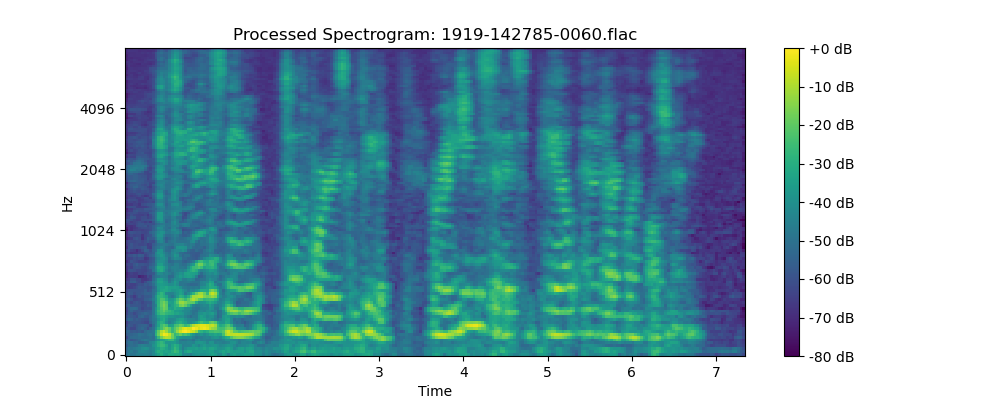 Processed Spectrogram: 1919-142785-0060.flac
+0 dB
4096
-10 dB
-20 dB
2048
-30 dB
Hz
-40 dB
1024
-50 dB
512
-60 dB
-70 dB
0
-80 dB
0 1 2 3 4 5 6 7
Time